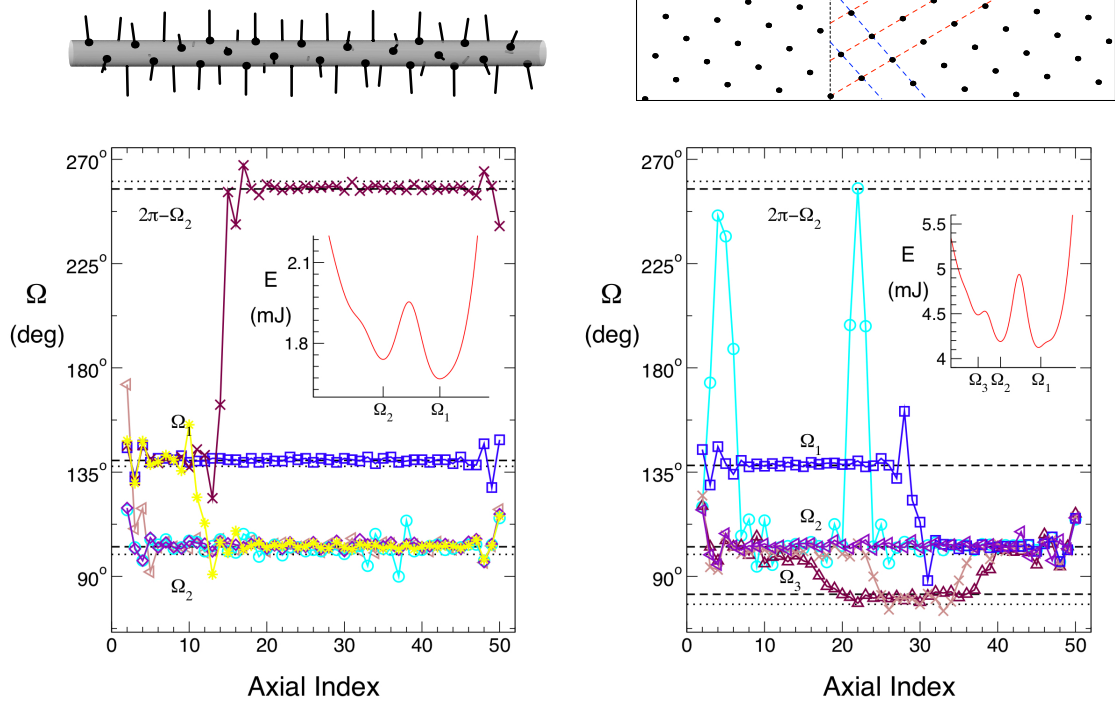 270°
225°
180°
135°
90°
Ω
(deg)
2π−Ω₂
Ω₁
Ω₂
E
(mJ)
2.1
1.8
Ω₂ Ω₁
0 10 20 30 40 50
Axial Index
270°
225°
180°
135°
90°
Ω
(deg)
2π−Ω₂
Ω₁
Ω₂
Ω₃
E
(mJ)
5.5
5
4.5
4
Ω₃ Ω₂ Ω₁
0 10 20 30 40 50
Axial Index